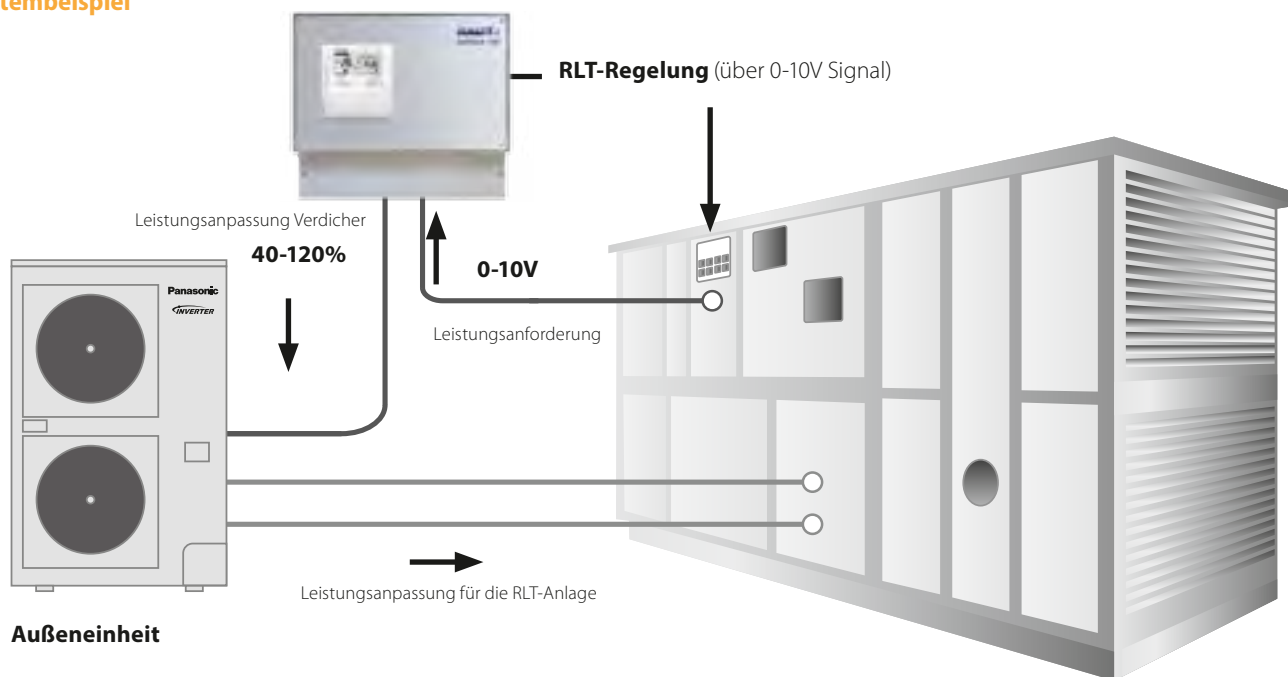 tembeispiel
RLT-Regelung (über 0-10V Signal)
Leistungsanpassung Verdicher
40-120%
0-10V
Leistungsanforderung
Panasonic
INVERTER
Leistungsanpassung für die RLT-Anlage
Außeneinheit